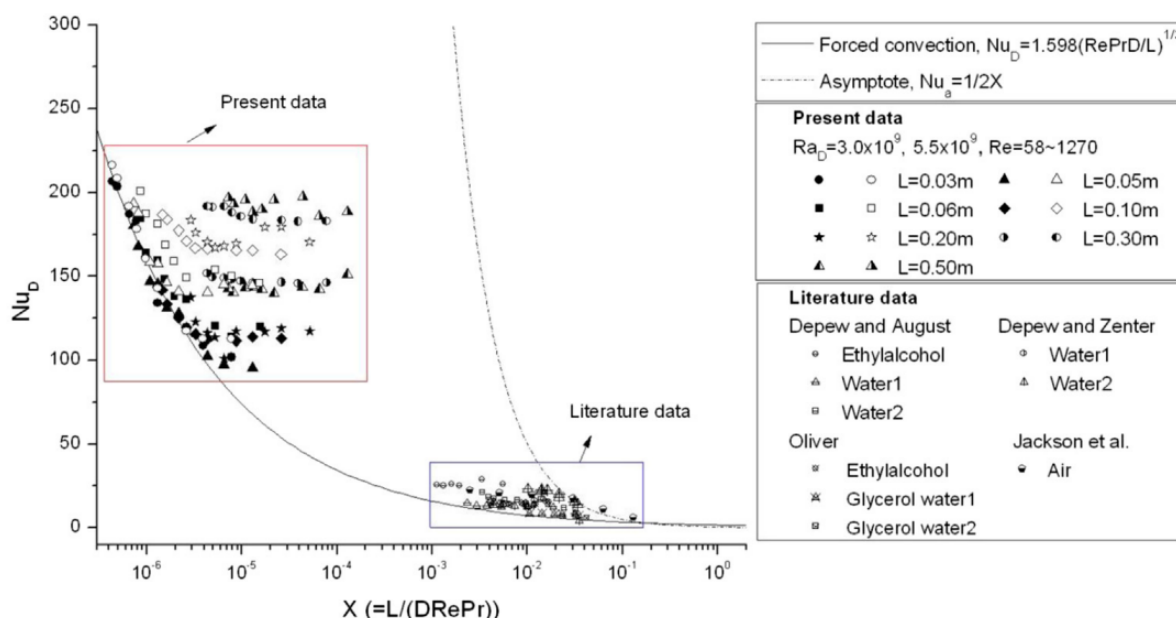 300
250
200
150
100
50
0
Nu_D
10^-6 10^-5 10^-4 10^-3 10^-2 10^-1 10^0
X (=L/(DRePr))
Present data
Literature data
Forced convection, Nu_D=1.598(RePrD/L)^1/
Asymptote, Nu_a=1/2X
Present data
Ra_D=3.0x10^9, 5.5x10^9, Re=58~1270
L=0.03m L=0.05m
L=0.06m L=0.10m
L=0.20m L=0.30m
L=0.50m
Literature data
Depew and August Depew and Zenter
Ethylalcohol Water1
Water1 Water2
Water2
Oliver Jackson et al.
Ethylalcohol Air
Glycerol water1
Glycerol water2